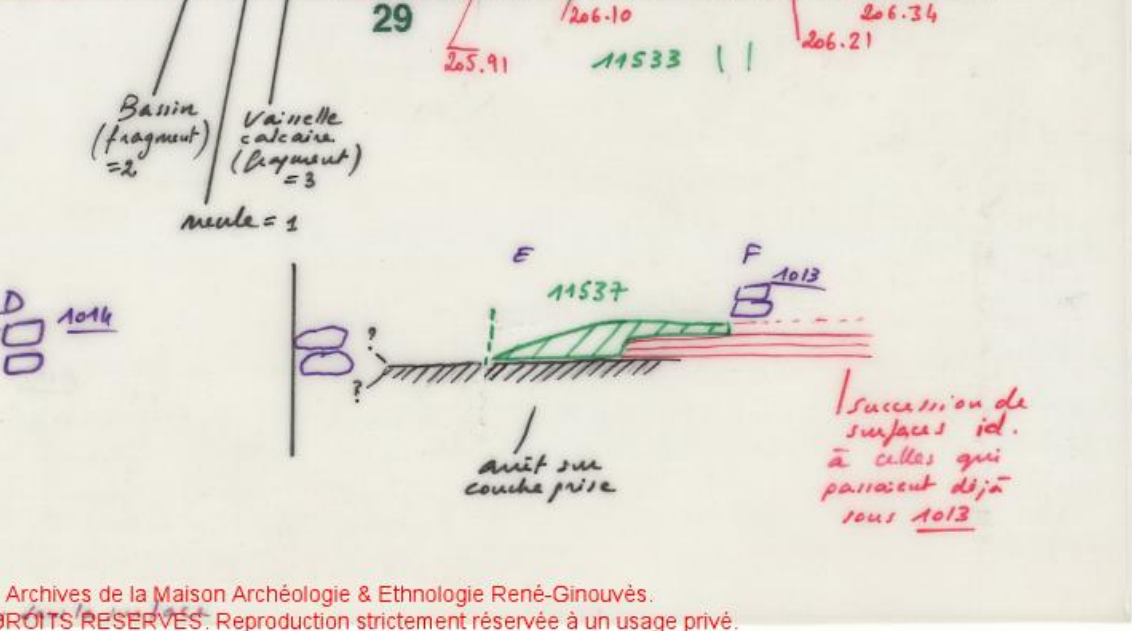 29
206.10
206.34
205.91
11533
206.21
Bassin
(fragment)
=2
Vaisselle
calcaire
(fragment)
= 3
meule = 1
E
F
11537
1013
D
1014
?
?
?
arrêt sur
couche prise
succession de
surfaces id.
à celles qui
passaient déjà
sous 1013
Archives de la Maison Archéologie & Ethnologie René-Ginouvès.
DROITS RESERVES. Reproduction strictement réservée à un usage privé.